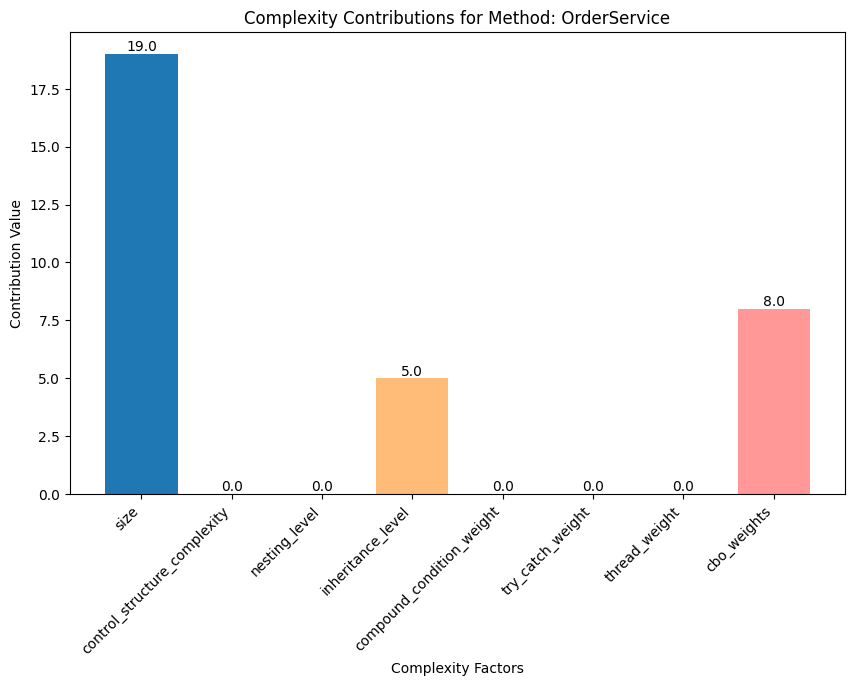 Complexity Contributions for Method: OrderService
Contribution Value
17.5
15.0
12.5
10.0
7.5
5.0
2.5
0.0
19.0
0.0
0.0
5.0
0.0
0.0
0.0
8.0
size
control_structure_complexity
nesting_level
inheritance_level
compound_condition_weight
try_catch_weight
thread_weight
cbo_weights
Complexity Factors